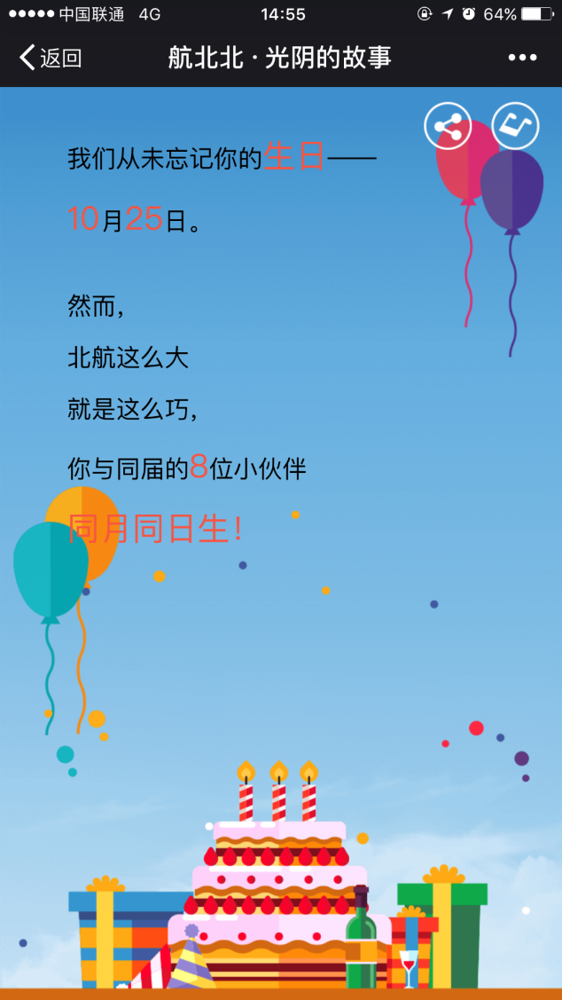 中国联通 4G 14:55 64%
返回 航北北 · 光阴的故事
我们从未忘记你的生日——
10月25日。
然而，
北航这么大
就是这么巧，
你与同届的8位小伙伴
同月同日生！